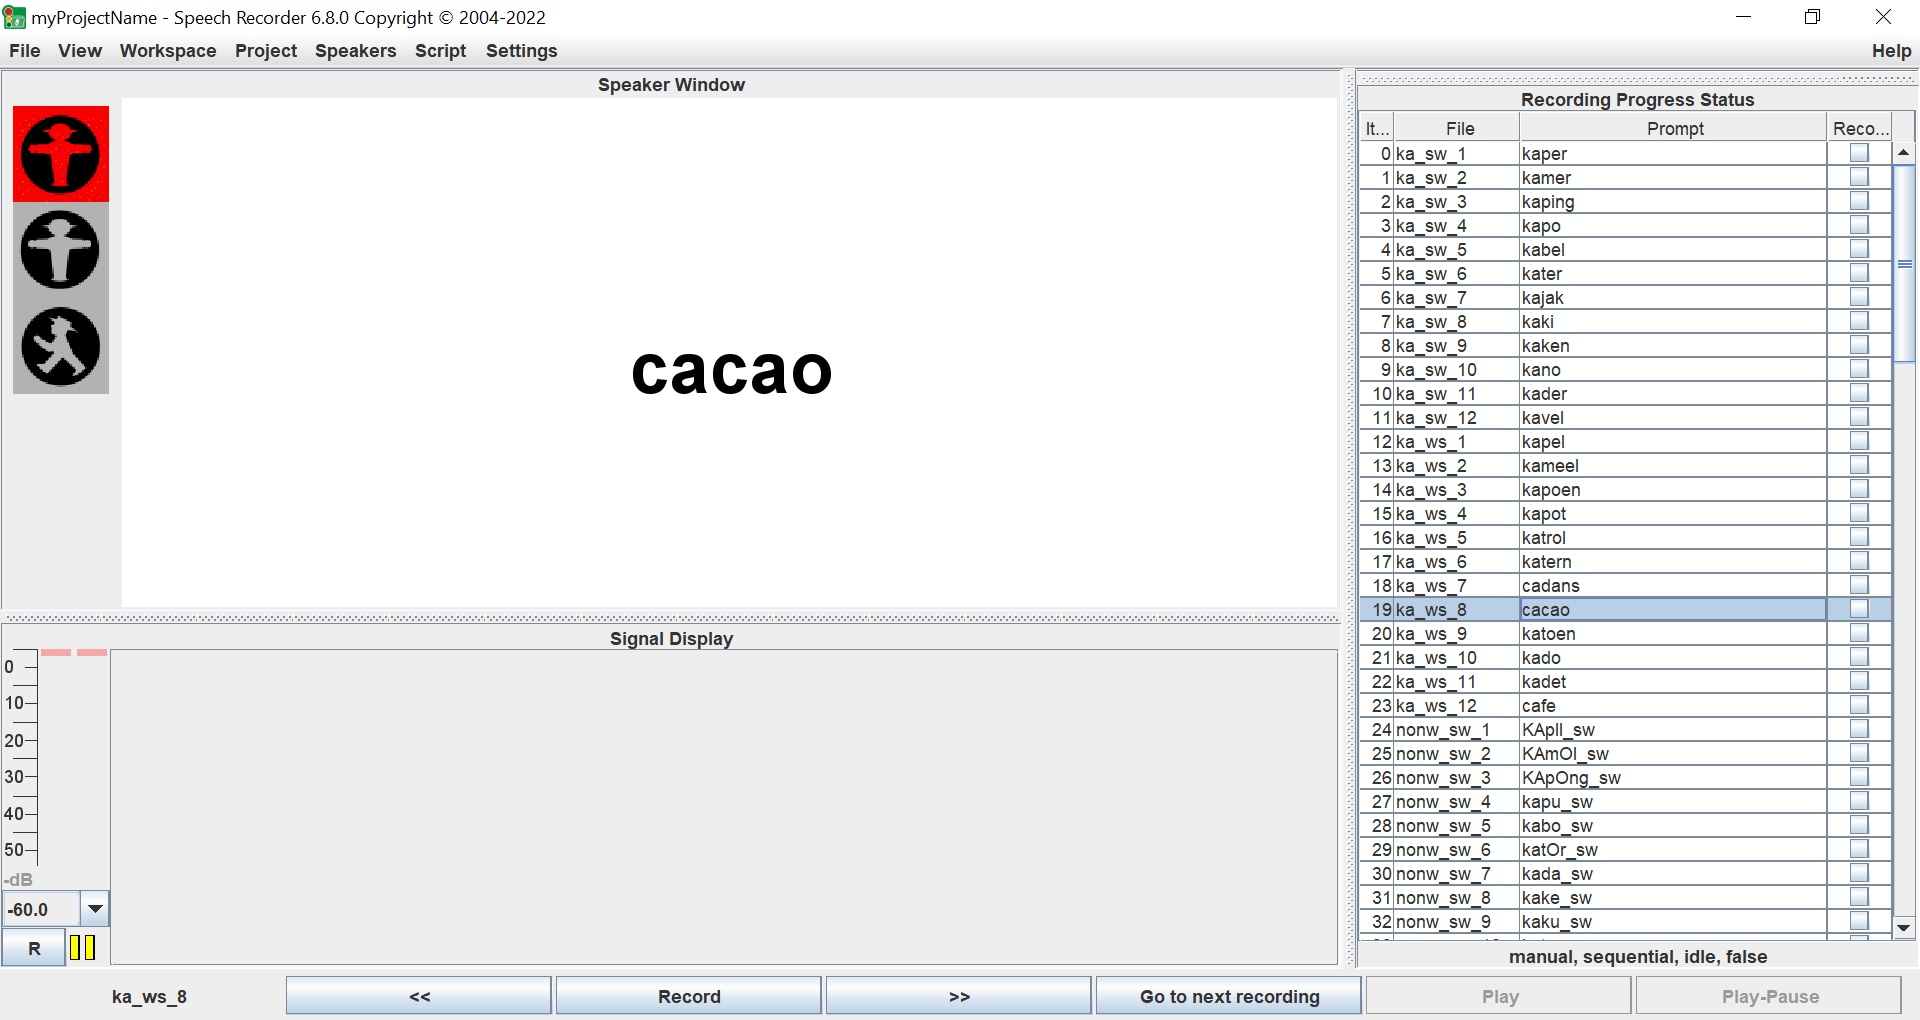 myProjectName - Speech Recorder 6.8.0 Copyright © 2004-2022
File View Workspace Project Speakers Script Settings Help
Speaker Window
cacao
Signal Display
0
10
20
30
40
50
-dB
-60.0
R
Recording Progress Status
It... File Prompt Reco...
0 ka_sw_1 kaper
1 ka_sw_2 kamer
2 ka_sw_3 kaping
3 ka_sw_4 kapo
4 ka_sw_5 kabel
5 ka_sw_6 kater
6 ka_sw_7 kajak
7 ka_sw_8 kaki
8 ka_sw_9 kaken
9 ka_sw_10 kano
10 ka_sw_11 kader
11 ka_sw_12 kavel
12 ka_ws_1 kapel
13 ka_ws_2 kameel
14 ka_ws_3 kapoen
15 ka_ws_4 kapot
16 ka_ws_5 katrol
17 ka_ws_6 katern
18 ka_ws_7 cadans
19 ka_ws_8 cacao
20 ka_ws_9 katoen
21 ka_ws_10 kado
22 ka_ws_11 kadet
23 ka_ws_12 cafe
24 nonw_sw_1 KApIl_sw
25 nonw_sw_2 KAmOl_sw
26 nonw_sw_3 KApOng_sw
27 nonw_sw_4 kapu_sw
28 nonw_sw_5 kabo_sw
29 nonw_sw_6 katOr_sw
30 nonw_sw_7 kada_sw
31 nonw_sw_8 kake_sw
32 nonw_sw_9 kaku_sw
manual, sequential, idle, false
ka_ws_8 << Record >> Go to next recording Play Play-Pause